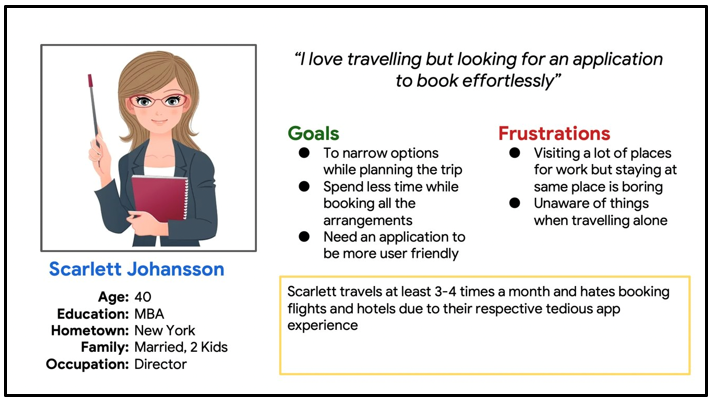 “I love travelling but looking for an application
to book effortlessly”
Goals
● To narrow options
while planning the trip
● Spend less time while
booking all the
arrangements
● Need an application to
be more user friendly
Frustrations
● Visiting a lot of places
for work but staying at
same place is boring
● Unaware of things
when travelling alone
Scarlett Johansson
Age: 40
Education: MBA
Hometown: New York
Family: Married, 2 Kids
Occupation: Director
Scarlett travels at least 3-4 times a month and hates booking
flights and hotels due to their respective tedious app
experience